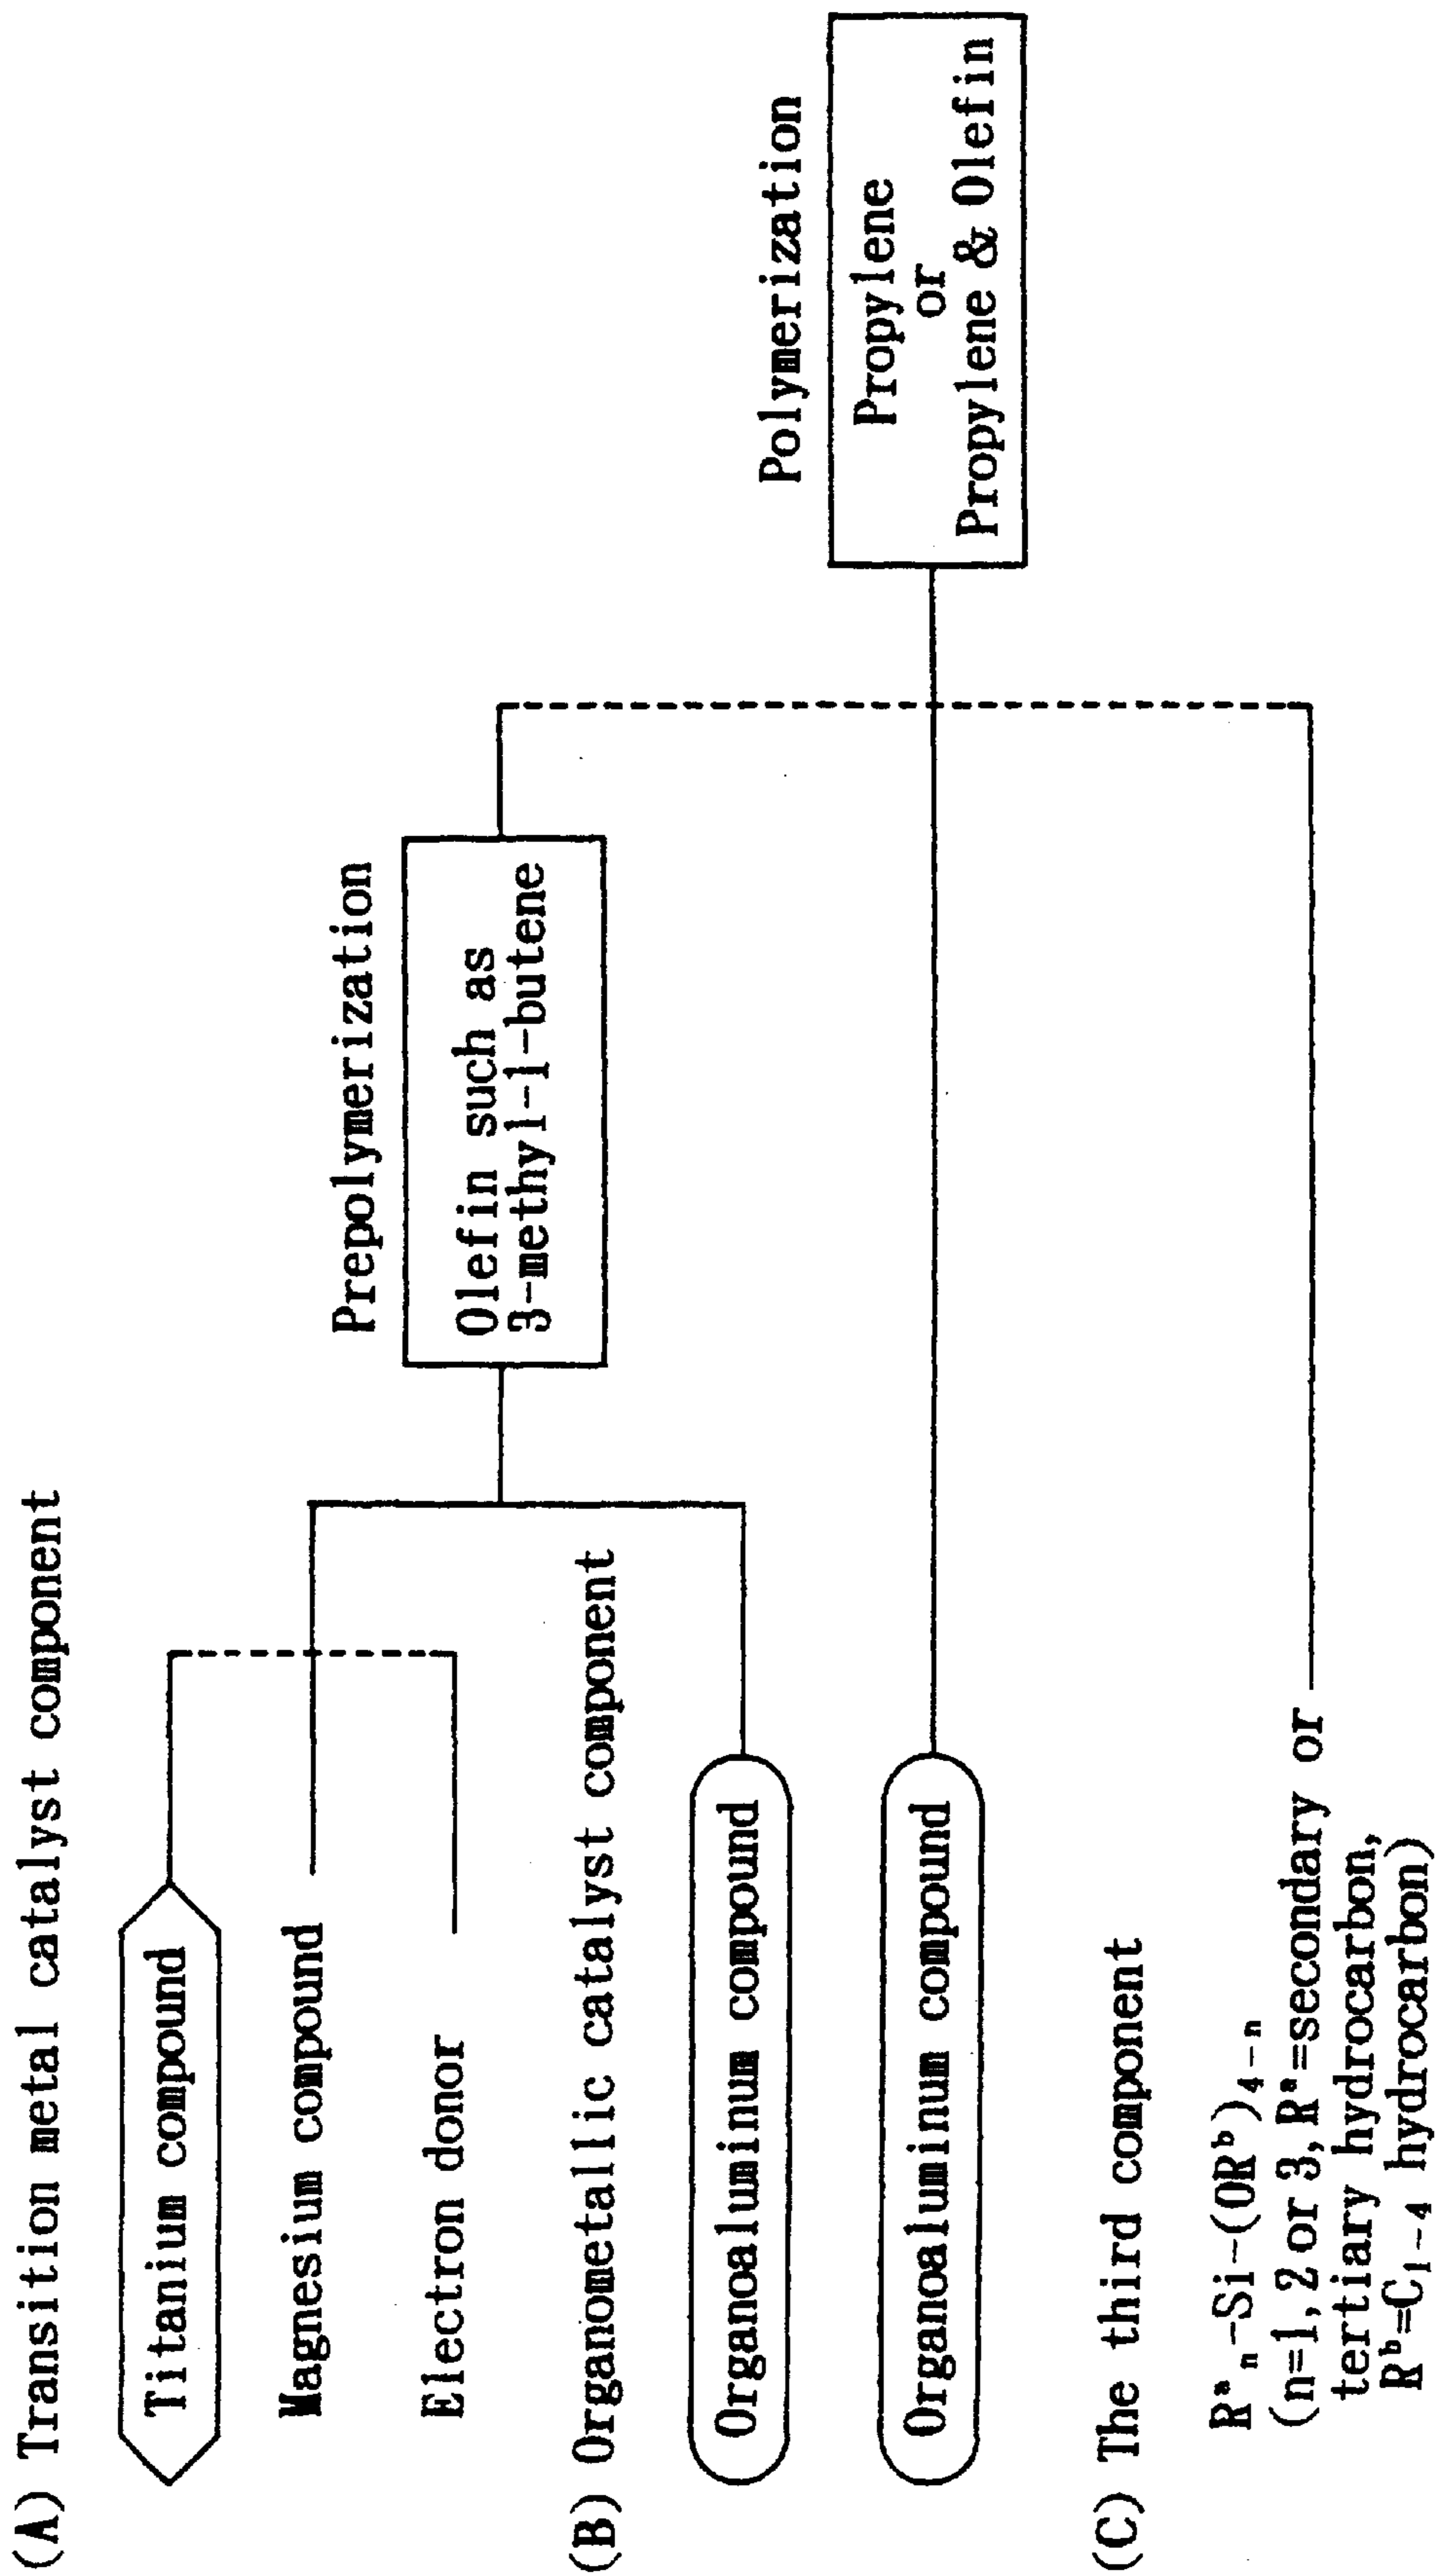 (A) Transition metal catalyst component
Titanium compound
Magnesium compound
Electron donor
Prepolymerization
Olefin such as
3-methyl-1-butene
(B) Organometallic catalyst component
Organoaluminum compound
Organoaluminum compound
Polymerization
Propylene
or
Propylene & Olefin
(C) The third component
Rᵃₙ-Si-(ORᵇ)₄₋ₙ
(n=1, 2 or 3, Rᵃ=secondary or
tertiary hydrocarbon,
Rᵇ=C₁₋₄ hydrocarbon)